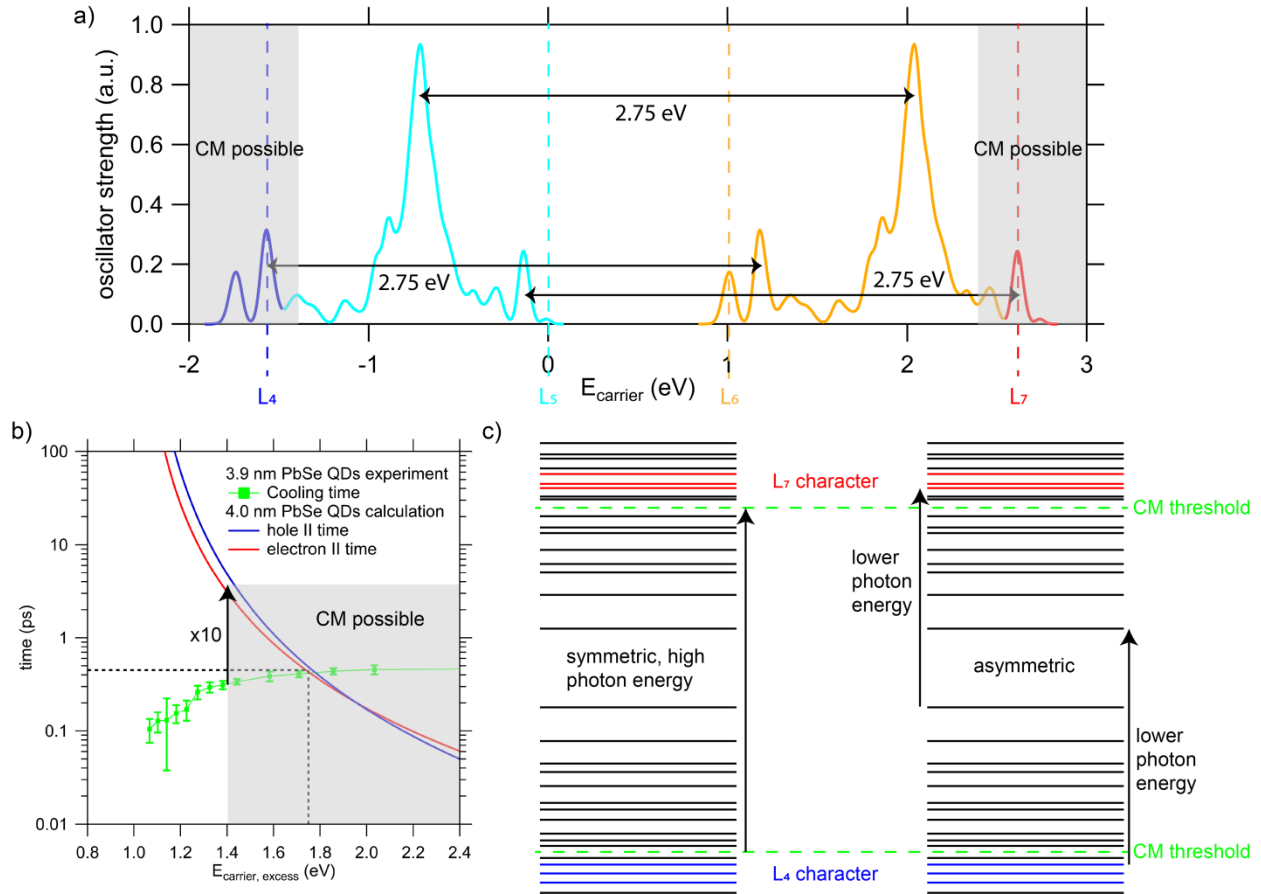 a)
oscillator strength (a.u.)
1.0
0.8
0.6
0.4
0.2
0.0
CM possible
CM possible
2.75 eV
2.75 eV
2.75 eV
-2
-1
0
1
2
3
L₄
L₅
E_carrier (eV)
L₆
L₇
b)
time (ps)
100
10
1
0.1
0.01
3.9 nm PbSe QDs experiment
Cooling time
4.0 nm PbSe QDs calculation
hole II time
electron II time
CM possible
x10
0.8
1.0
1.2
1.4
1.6
1.8
2.0
2.2
2.4
E_carrier, excess (eV)
c)
L₇ character
CM threshold
lower
photon
energy
symmetric, high
photon energy
asymmetric
lower
photon
energy
CM threshold
L₄ character